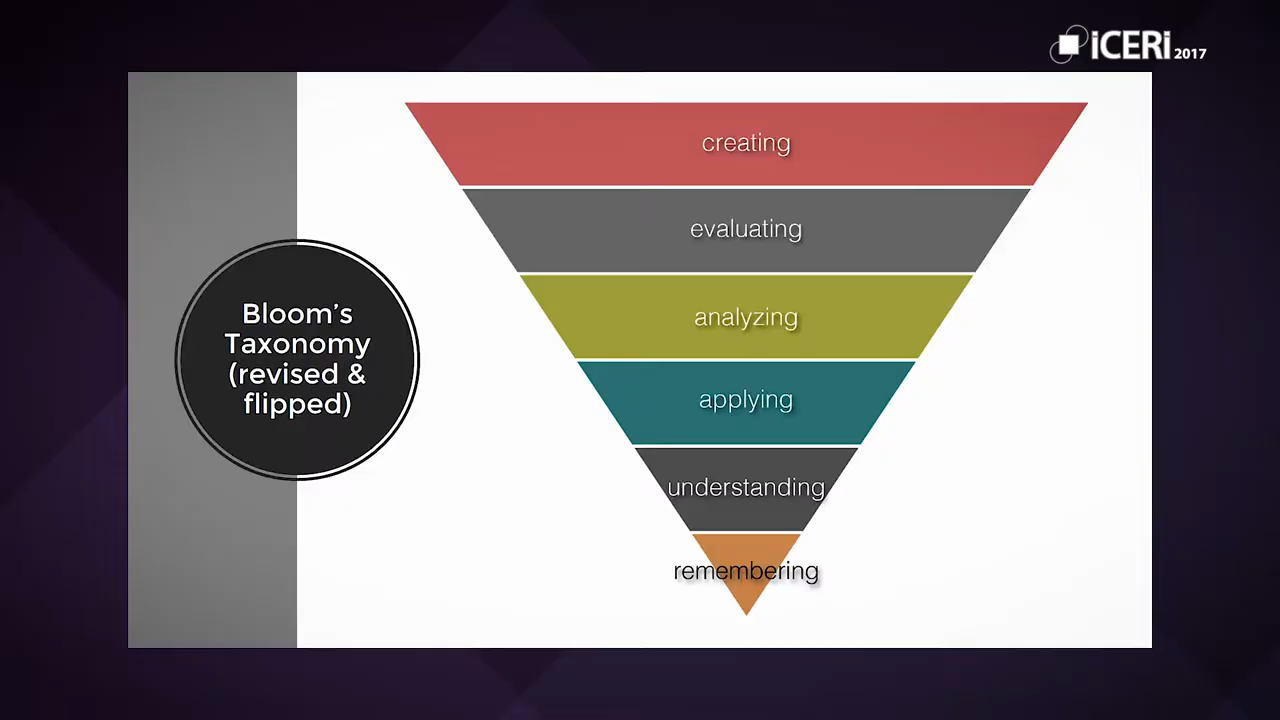 iCERi 2017
creating
evaluating
analyzing
applying
understanding
remembering
Bloom's
Taxonomy
(revised &
flipped)